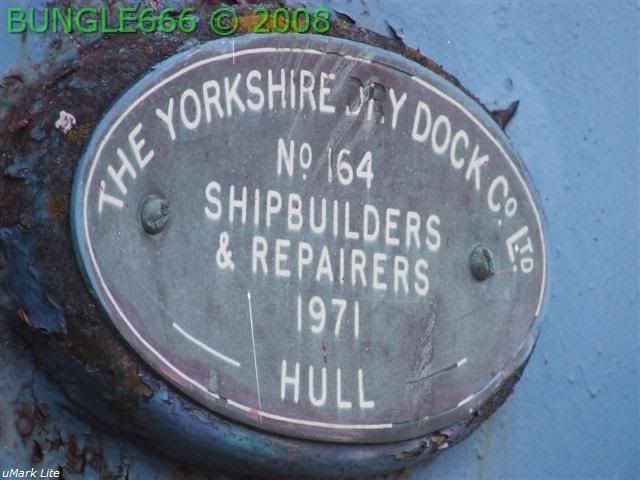 BUNGLE666 © 2008
THE YORKSHIRE DRY DOCK Co. LTD.
No 164
SHIPBUILDERS
& REPAIRERS
1971
HULL
uMark Lite